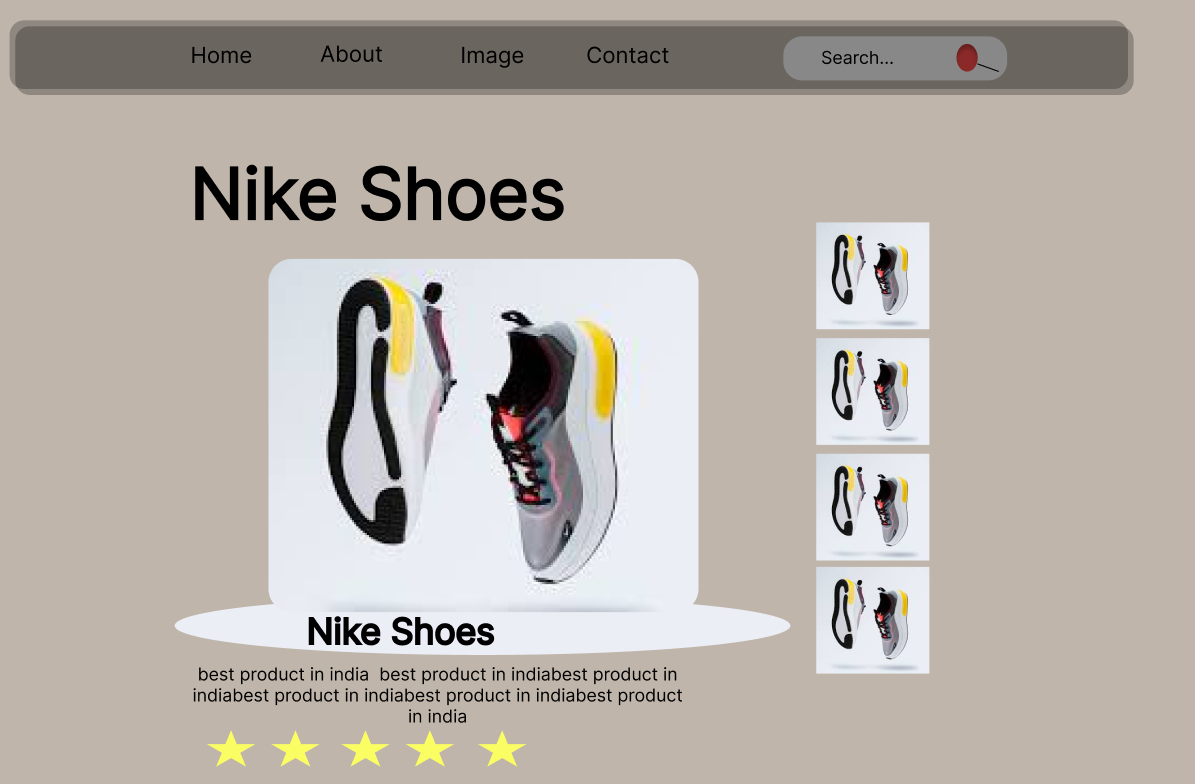 Home About Image Contact Search...
Nike Shoes
Nike Shoes
best product in india  best product in indiabest product in
indiabest product in indiabest product in indiabest product
in india